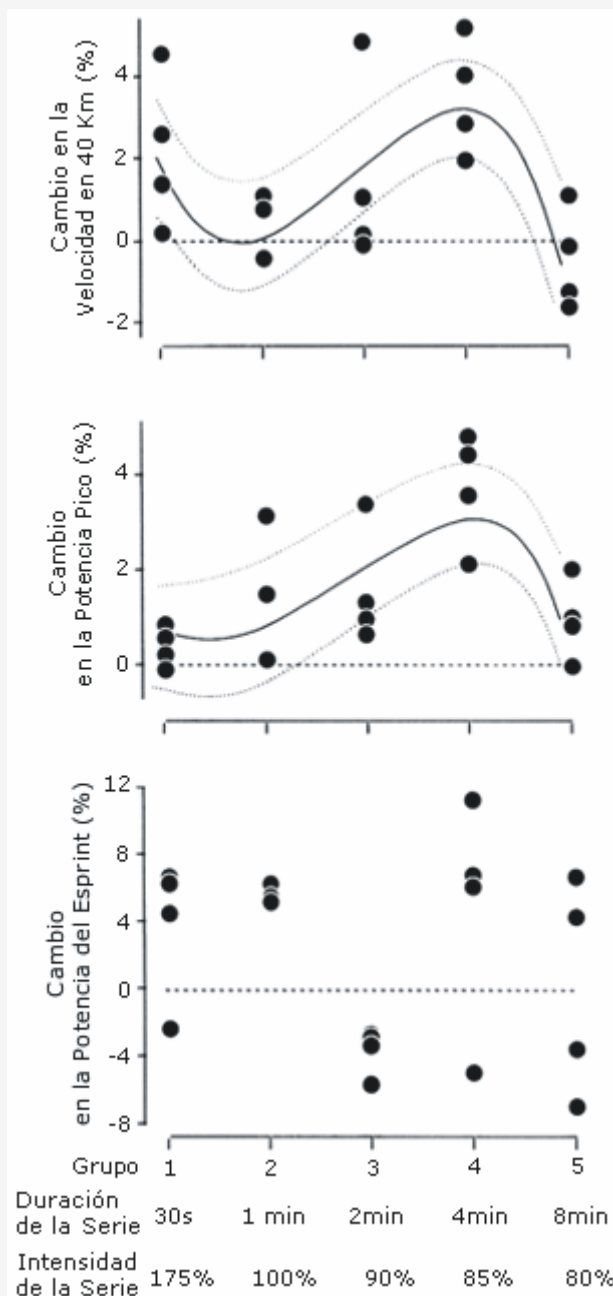 Cambio en la
Velocidad en 40 Km (%)
4
2
0
-2
Cambio
en la Potencia Pico (%)
4
2
0
Cambio
en la Potencia del Esprint (%)
12
8
4
0
-4
-8
Grupo 1 2 3 4 5
Duración
de la Serie 30s 1 min 2min 4min 8min
Intensidad
de la Serie 175% 100% 90% 85% 80%